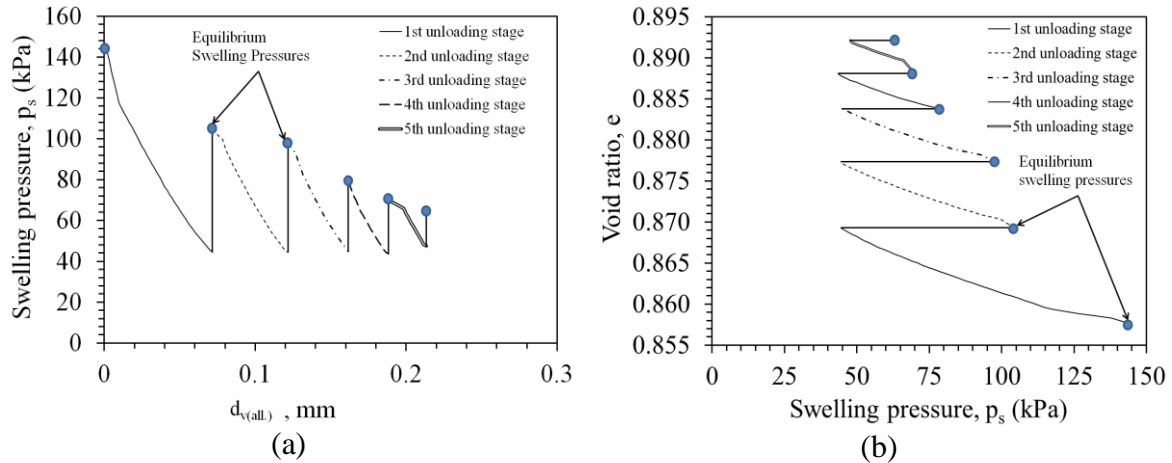 160
140
120
100
80
60
40
20
0
Swelling pressure, pₛ (kPa)
Equilibrium
Swelling Pressures
1st unloading stage
2nd unloading stage
3rd unloading stage
4th unloading stage
5th unloading stage
0
0.1
0.2
0.3
d_v(all.) , mm
(a)
0.895
0.890
0.885
0.880
0.875
0.870
0.865
0.860
0.855
Void ratio, e
1st unloading stage
2nd unloading stage
3rd unloading stage
4th unloading stage
5th unloading stage
Equilibrium
swelling pressures
0
25
50
75
100
125
150
Swelling pressure, pₛ (kPa)
(b)